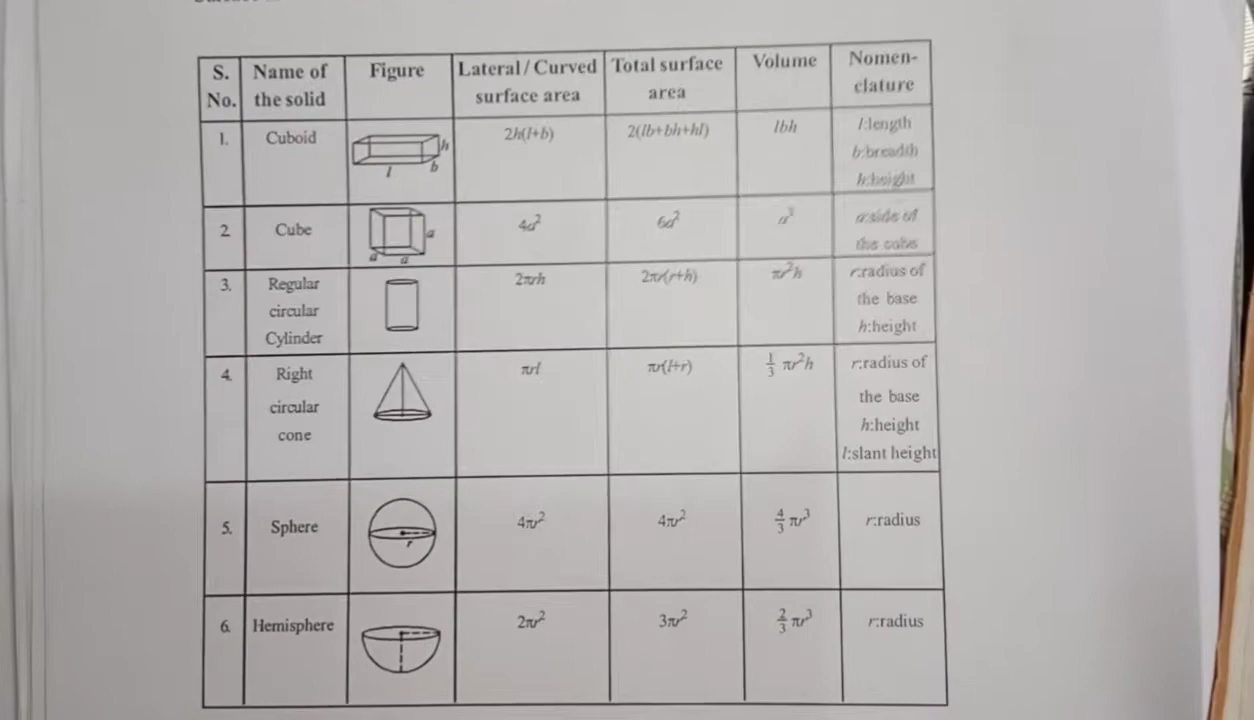 S. No. | Name of the solid | Figure | Lateral / Curved surface area | Total surface area | Volume | Nomen-clature
1. | Cuboid | h l b | 2h(l+b) | 2(lb+bh+hl) | lbh | l:length b:breadth h:height
2 | Cube | a a a | 4a² | 6a² | a³ | a:side of the cube
3. | Regular circular Cylinder | 2πrh | 2πr(r+h) | πr²h | r:radius of the base h:height
4. | Right circular cone | πrl | πr(l+r) | 1/3 πr²h | r:radius of the base h:height l:slant height
5. | Sphere | r | 4πr² | 4πr² | 4/3 πr³ | r:radius
6. | Hemisphere | 2πr² | 3πr² | 2/3 πr³ | r:radius